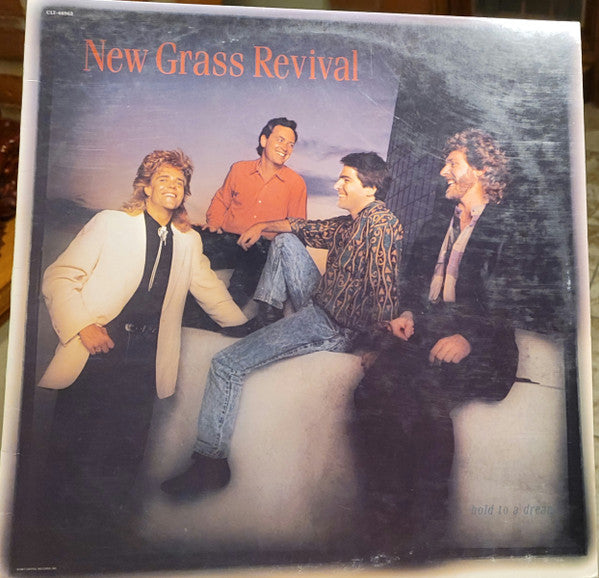 New Grass Revival
hold to a dream